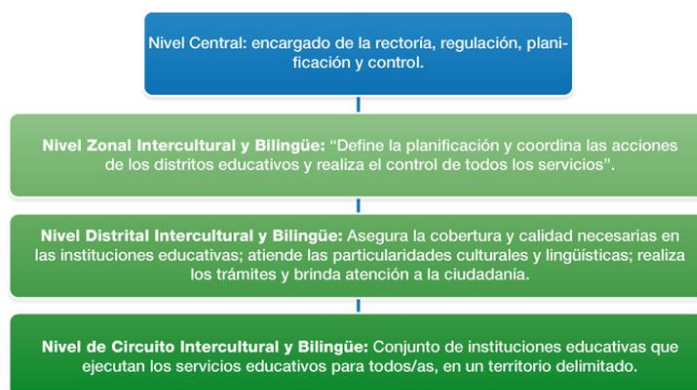 Nivel Central: encargado de la rectoría, regulación, plani-
ficación y control.
Nivel Zonal Intercultural y Bilingüe: “Define la planificación y coordina las acciones
de los distritos educativos y realiza el control de todos los servicios”.
Nivel Distrital Intercultural y Bilingüe: Asegura la cobertura y calidad necesarias en
las instituciones educativas; atiende las particularidades culturales y lingüísticas; realiza
los trámites y brinda atención a la ciudadanía.
Nivel de Circuito Intercultural y Bilingüe: Conjunto de instituciones educativas que
ejecutan los servicios educativos para todos/as, en un territorio delimitado.